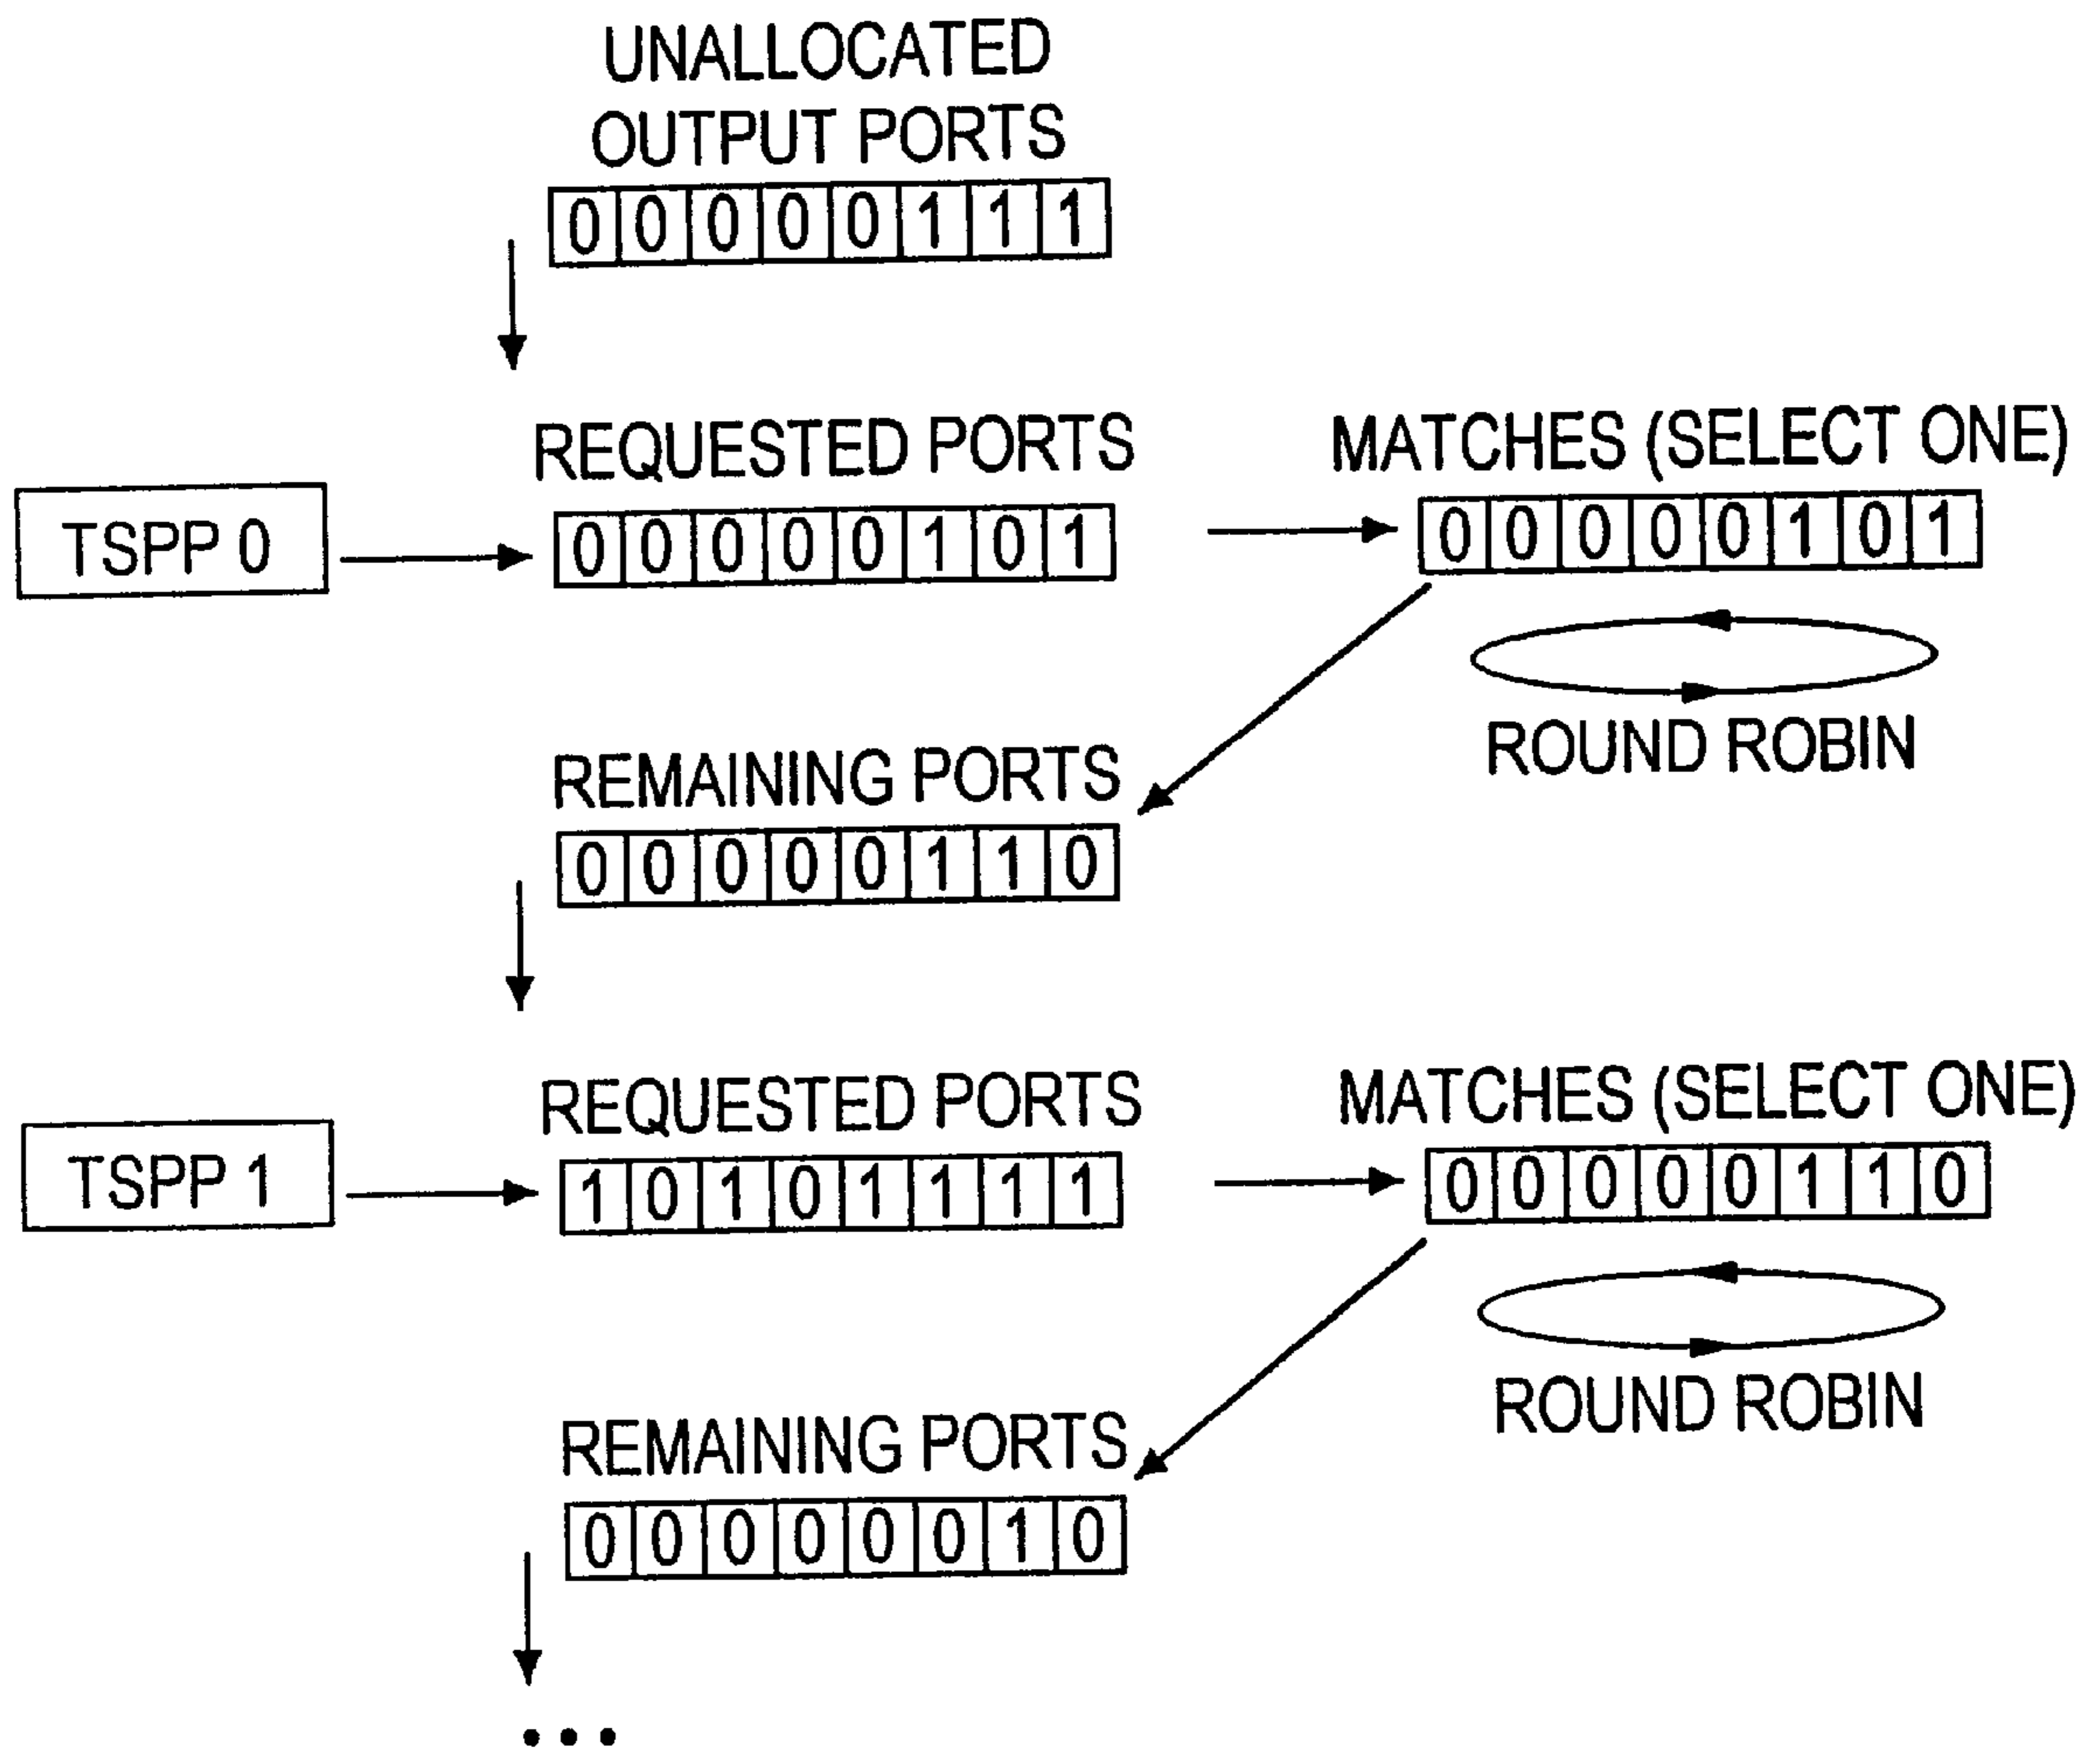 UNALLOCATED
OUTPUT PORTS
0 0 0 0 0 1 1 1
REQUESTED PORTS
MATCHES (SELECT ONE)
TSPP 0
0 0 0 0 0 1 0 1
0 0 0 0 0 1 0 1
ROUND ROBIN
REMAINING PORTS
0 0 0 0 0 1 1 0
REQUESTED PORTS
MATCHES (SELECT ONE)
TSPP 1
1 0 1 0 1 1 1 1
0 0 0 0 0 1 1 0
ROUND ROBIN
REMAINING PORTS
0 0 0 0 0 0 1 0
• • •